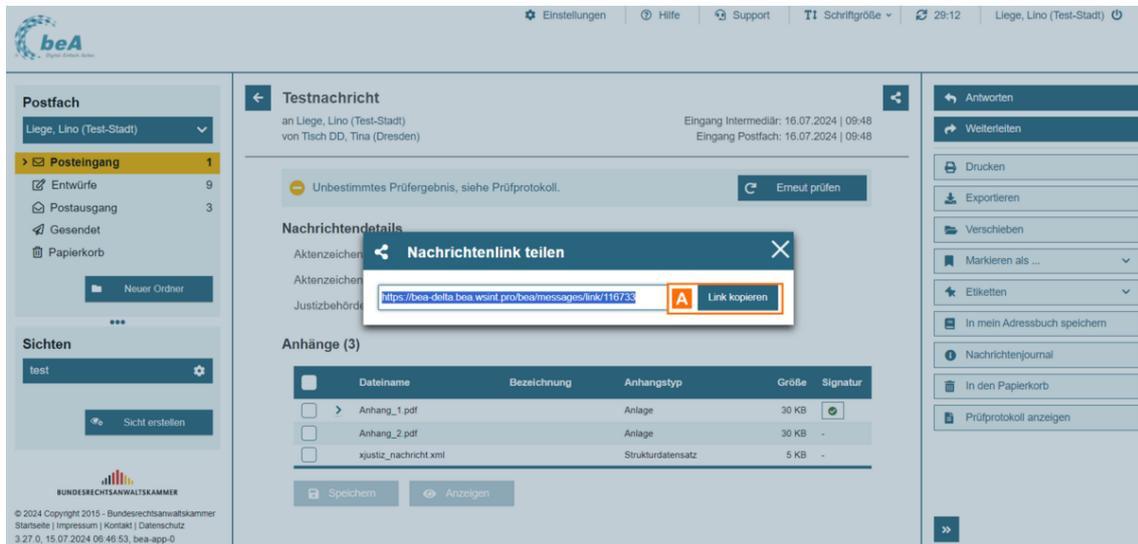 Einstellungen
Hilfe
Support
Schriftgröße
29:12
Liege, Lino (Test-Stadt)
beA
Digital. Einfach. Sicher.
Postfach
Liege, Lino (Test-Stadt)
Posteingang 1
Entwürfe 9
Postausgang 3
Gesendet
Papierkorb
Neuer Ordner
Sichten
test
Sicht erstellen
BUNDESRECHTSANWALTSKAMMER
© 2024 Copyright 2015 - Bundesrechtsanwaltskammer
Startseite | Impressum | Kontakt | Datenschutz
3.27.0, 15.07.2024 06:46:53, bea-app-0
Testnachricht
an Liege, Lino (Test-Stadt)
von Tisch DD, Tina (Dresden)
Eingang Intermediär: 16.07.2024 | 09:48
Eingang Postfach: 16.07.2024 | 09:48
Unbestimmtes Prüfergebnis, siehe Prüfprotokoll.
Erneut prüfen
Nachrichtendetails
Aktenzeichen
Aktenzeichen
Justizbehörde
Nachrichtenlink teilen
https://bea-delta.bea.wsint.pro/bea/messages/link/116733
A
Link kopieren
Anhänge (3)
Dateiname Bezeichnung Anhangstyp Größe Signatur
Anhang_1.pdf Anlage 30 KB
Anhang_2.pdf Anlage 30 KB -
xjustiz_nachricht.xml Strukturdatensatz 5 KB -
Speichern
Anzeigen
Antworten
Weiterleiten
Drucken
Exportieren
Verschieben
Markieren als ...
Etiketten
In mein Adressbuch speichern
Nachrichtenjournal
In den Papierkorb
Prüfprotokoll anzeigen